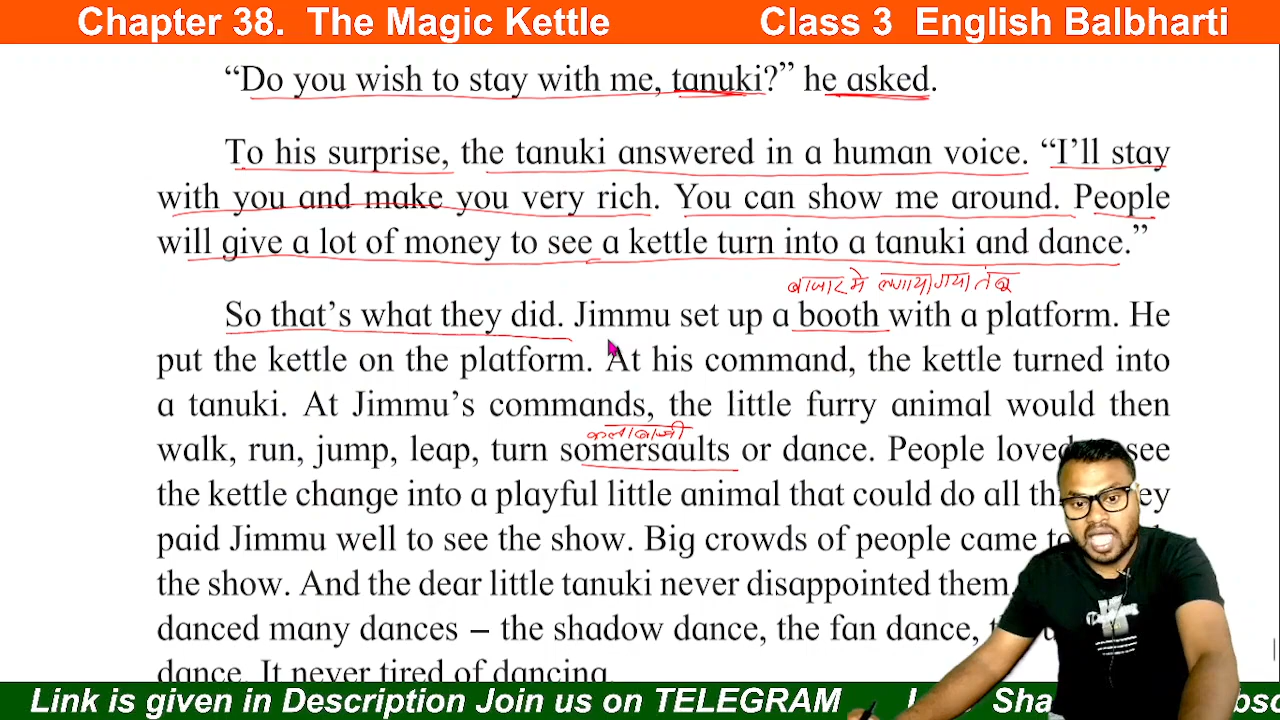 Chapter 38. The Magic Kettle Class 3 English Balbharti
“Do you wish to stay with me, tanuki?” he asked.
To his surprise, the tanuki answered in a human voice. “I’ll stay
with you and make you very rich. You can show me around. People
will give a lot of money to see a kettle turn into a tanuki and dance.”
बाजार मे लगाया गया तंबू
So that’s what they did. Jimmu set up a booth with a platform. He
put the kettle on the platform. At his command, the kettle turned into
a tanuki. At Jimmu’s commands, the little furry animal would then
कलाबाजी
walk, run, jump, leap, turn somersaults or dance. People loved see
the kettle change into a playful little animal that could do all
paid Jimmu well to see the show. Big crowds of people came
the show. And the dear little tanuki never disappointed them
danced many dances – the shadow dance, the fan dance,
dance. It never tired of dancing
Link is given in Description Join us on TELEGRAM